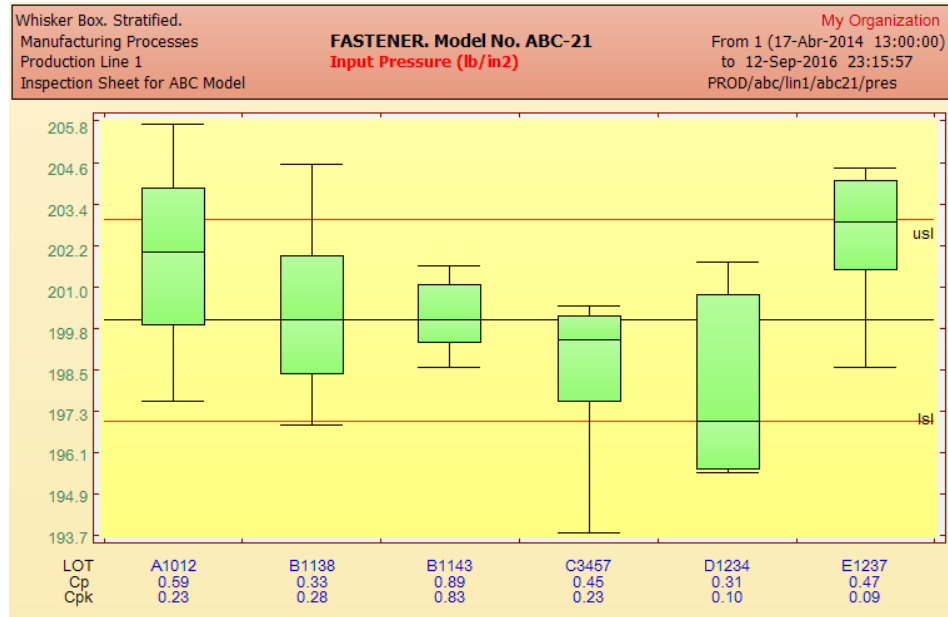 Whisker Box. Stratified.
My Organization
Manufacturing Processes
FASTENER. Model No. ABC-21
From 1 (17-Abr-2014 13:00:00)
Production Line 1
Input Pressure (lb/in2)
to 12-Sep-2016 23:15:57
Inspection Sheet for ABC Model
PROD/abc/lin1/abc21/pres
205.8
204.6
203.4
usl
202.2
201.0
199.8
198.5
197.3
lsl
196.1
194.9
193.7
LOT A1012 B1138 B1143 C3457 D1234 E1237
Cp 0.59 0.33 0.89 0.45 0.31 0.47
Cpk 0.23 0.28 0.83 0.23 0.10 0.09